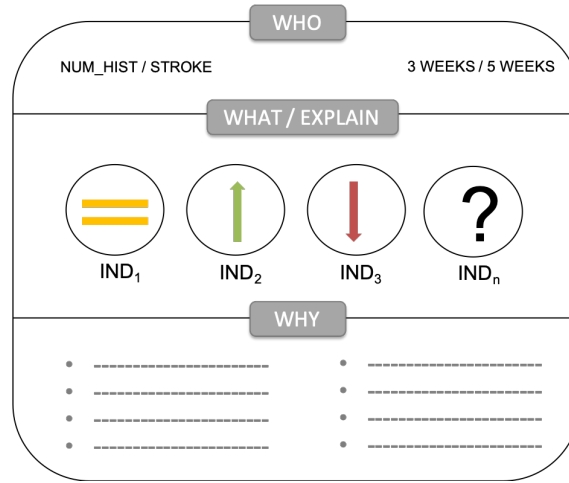 WHO
NUM_HIST / STROKE 3 WEEKS / 5 WEEKS
WHAT / EXPLAIN
?
IND₁ IND₂ IND₃ INDₙ
WHY